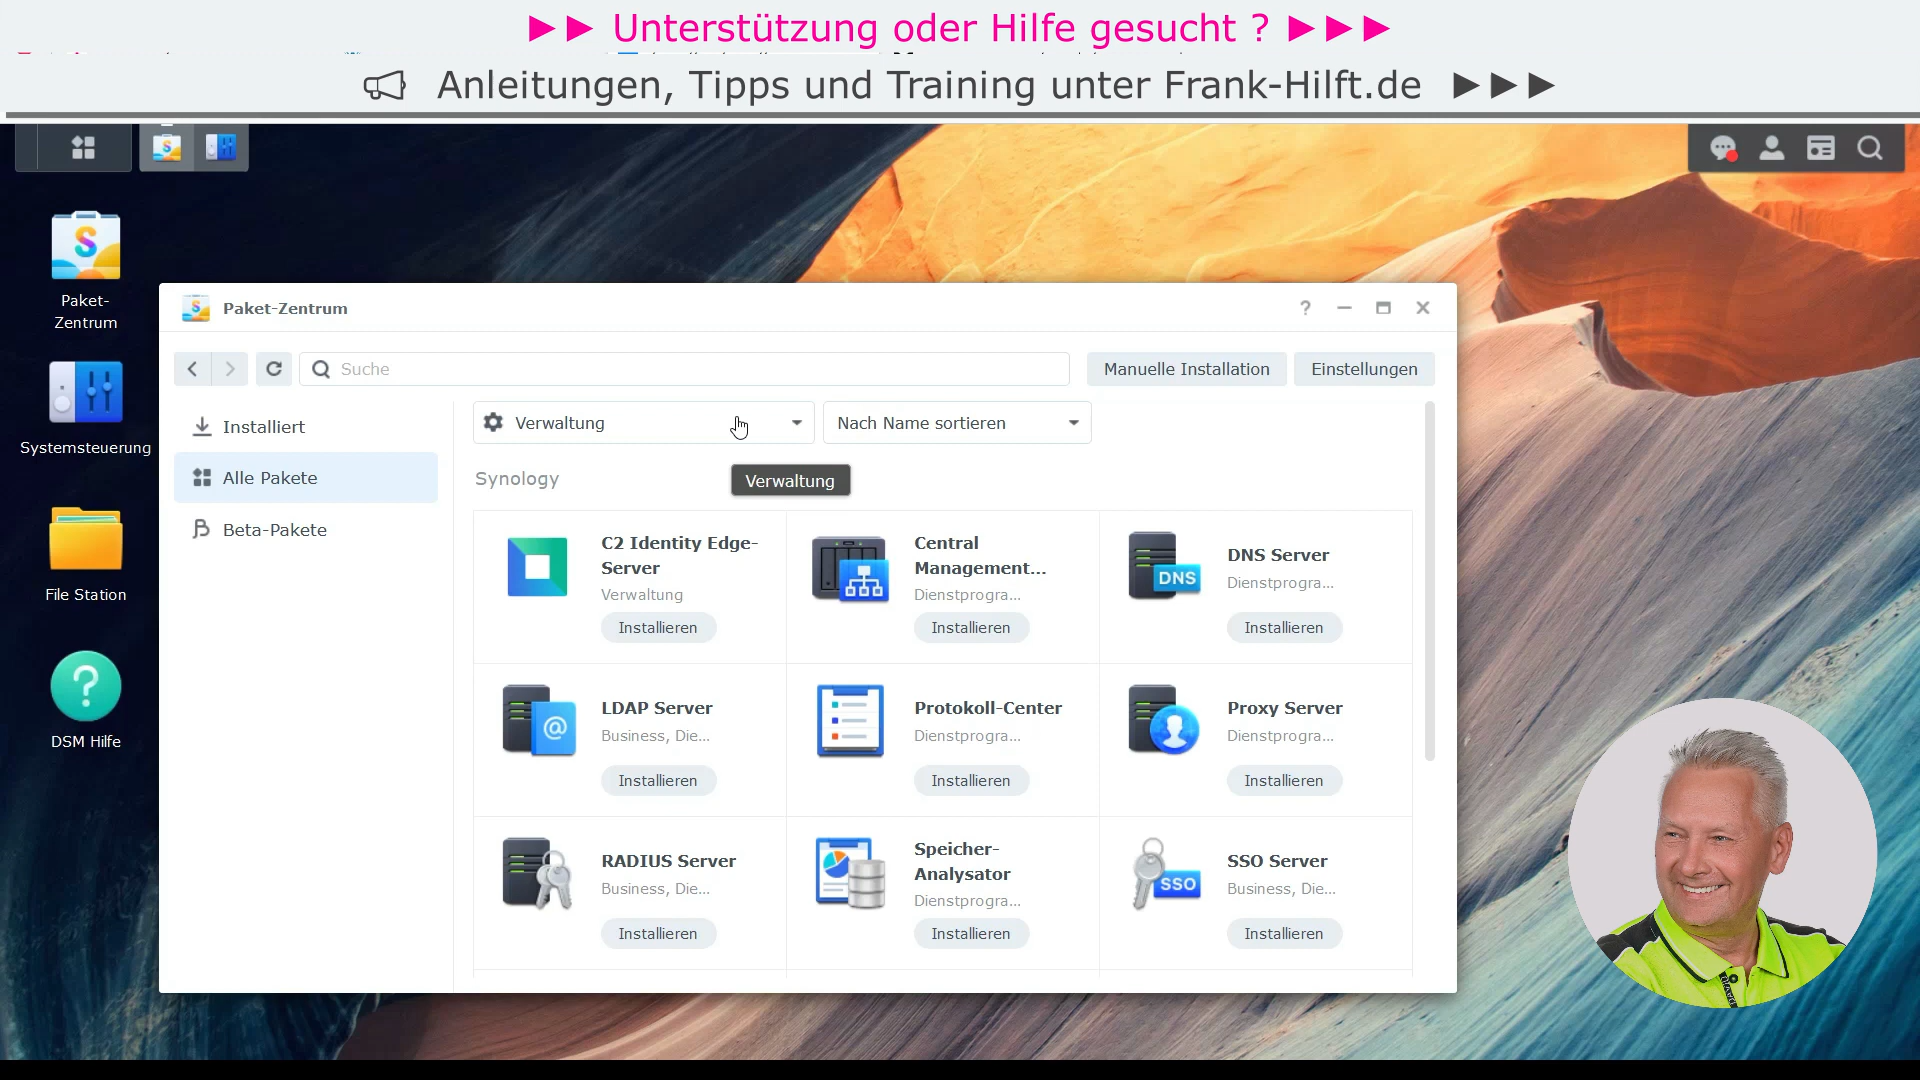 ►► Unterstützung oder Hilfe gesucht ? ►►►
Anleitungen, Tipps und Training unter Frank-Hilft.de ►►►
Paket-
Zentrum
Systemsteuerung
File Station
DSM Hilfe
Paket-Zentrum
Suche
Manuelle Installation
Einstellungen
Installiert
Alle Pakete
Beta-Pakete
Verwaltung
Nach Name sortieren
Synology
Verwaltung
C2 Identity Edge-
Server
Verwaltung
Installieren
Central
Management...
Dienstprogra...
Installieren
DNS
DNS Server
Dienstprogra...
Installieren
LDAP Server
Business, Die...
Installieren
Protokoll-Center
Dienstprogra...
Installieren
Proxy Server
Dienstprogra...
Installieren
RADIUS Server
Business, Die...
Installieren
Speicher-
Analysator
Dienstprogra...
Installieren
SSO
SSO Server
Business, Die...
Installieren